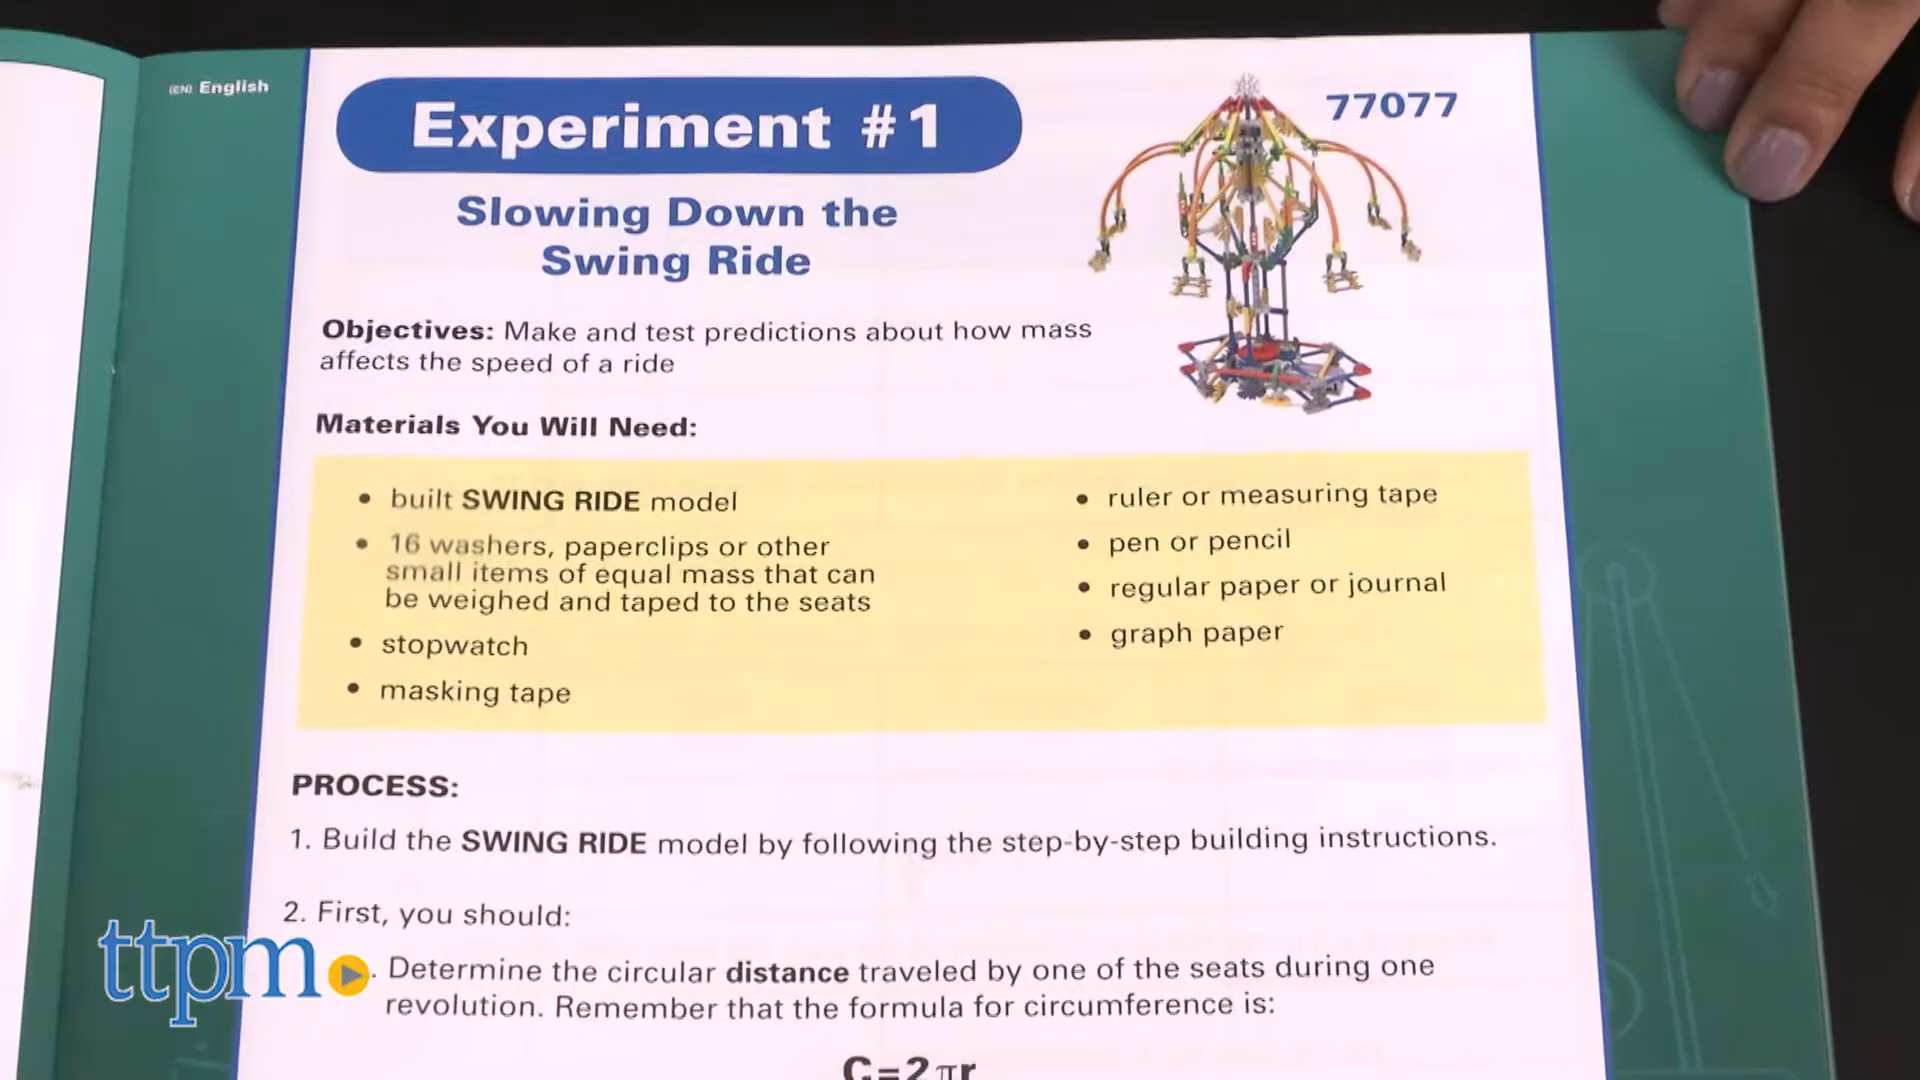 (EN) English
Experiment #1
77077
Slowing Down the
Swing Ride
Objectives: Make and test predictions about how mass
affects the speed of a ride
Materials You Will Need:
• built SWING RIDE model
• 16 washers, paperclips or other
small items of equal mass that can
be weighed and taped to the seats
• stopwatch
• masking tape
• ruler or measuring tape
• pen or pencil
• regular paper or journal
• graph paper
PROCESS:
1. Build the SWING RIDE model by following the step-by-step building instructions.
2. First, you should:
. Determine the circular distance traveled by one of the seats during one
revolution. Remember that the formula for circumference is:
C=2πr
ttpm